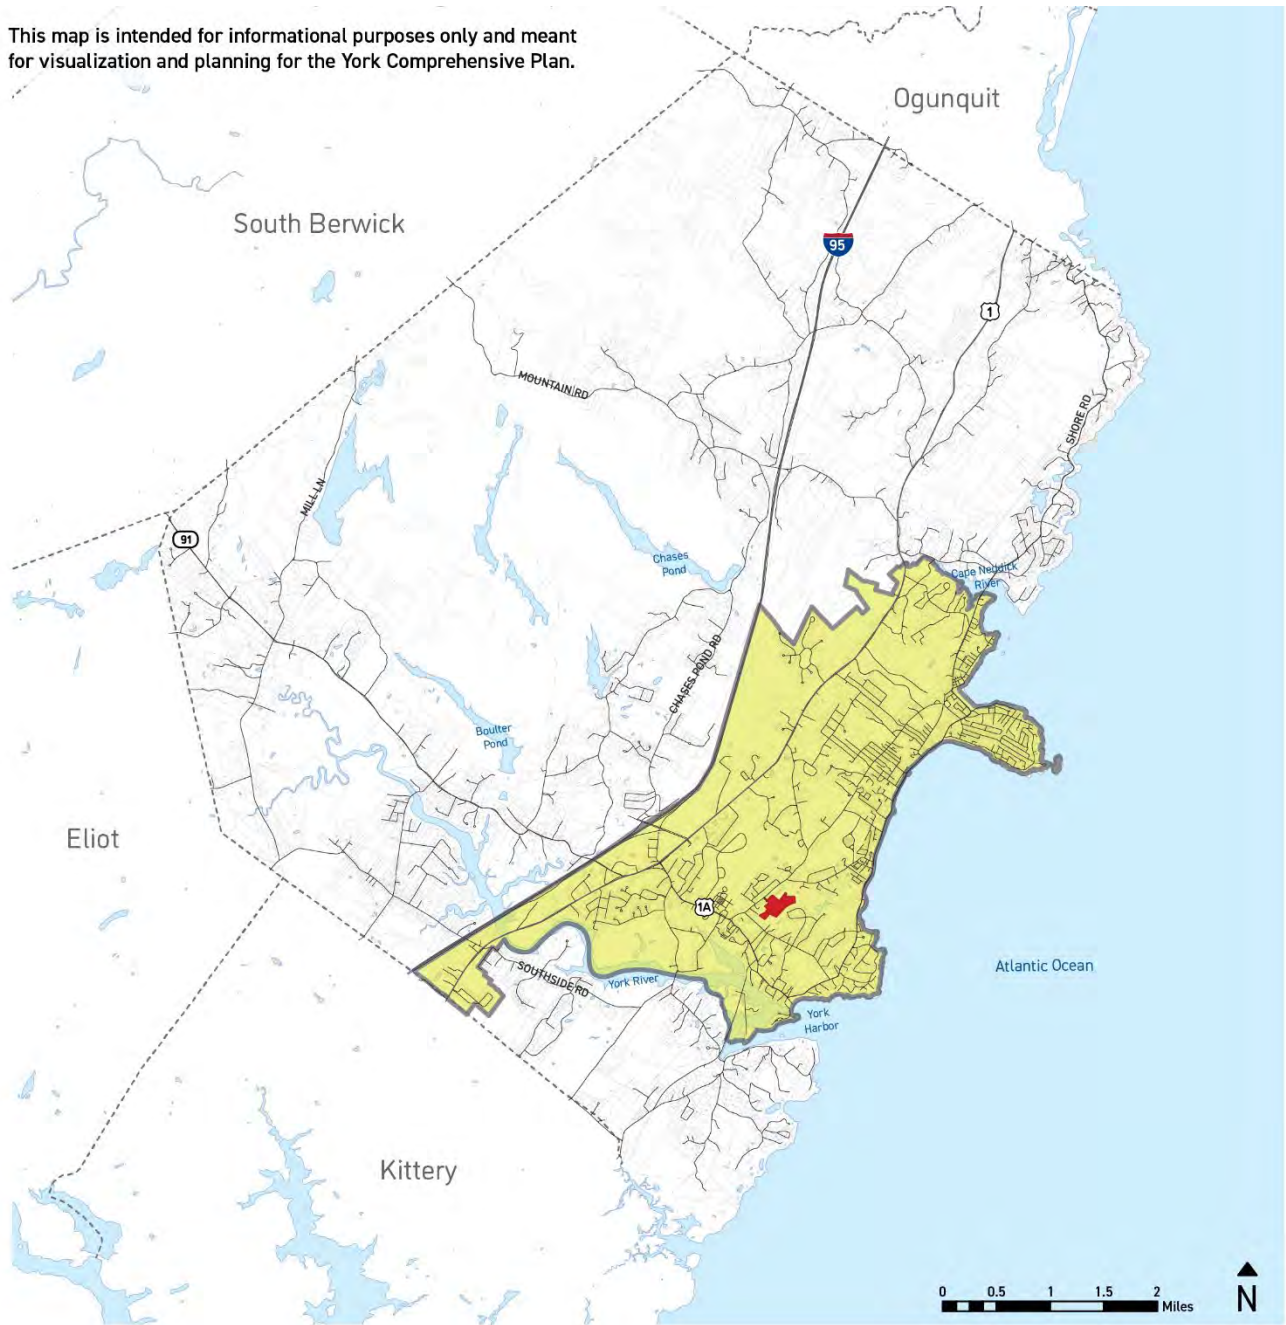 This map is intended for informational purposes only and meant
for visualization and planning for the York Comprehensive Plan.
Ogunquit
South Berwick
95
1
MOUNTAIN RD
SHORE RD
MILL LN
91
Chases
Pond
Cape Neddick
River
CHASES POND RD
Boulter
Pond
Eliot
1A
Atlantic Ocean
SOUTHSIDE RD
York River
York
Harbor
Kittery
0 0.5 1 1.5 2
Miles
N